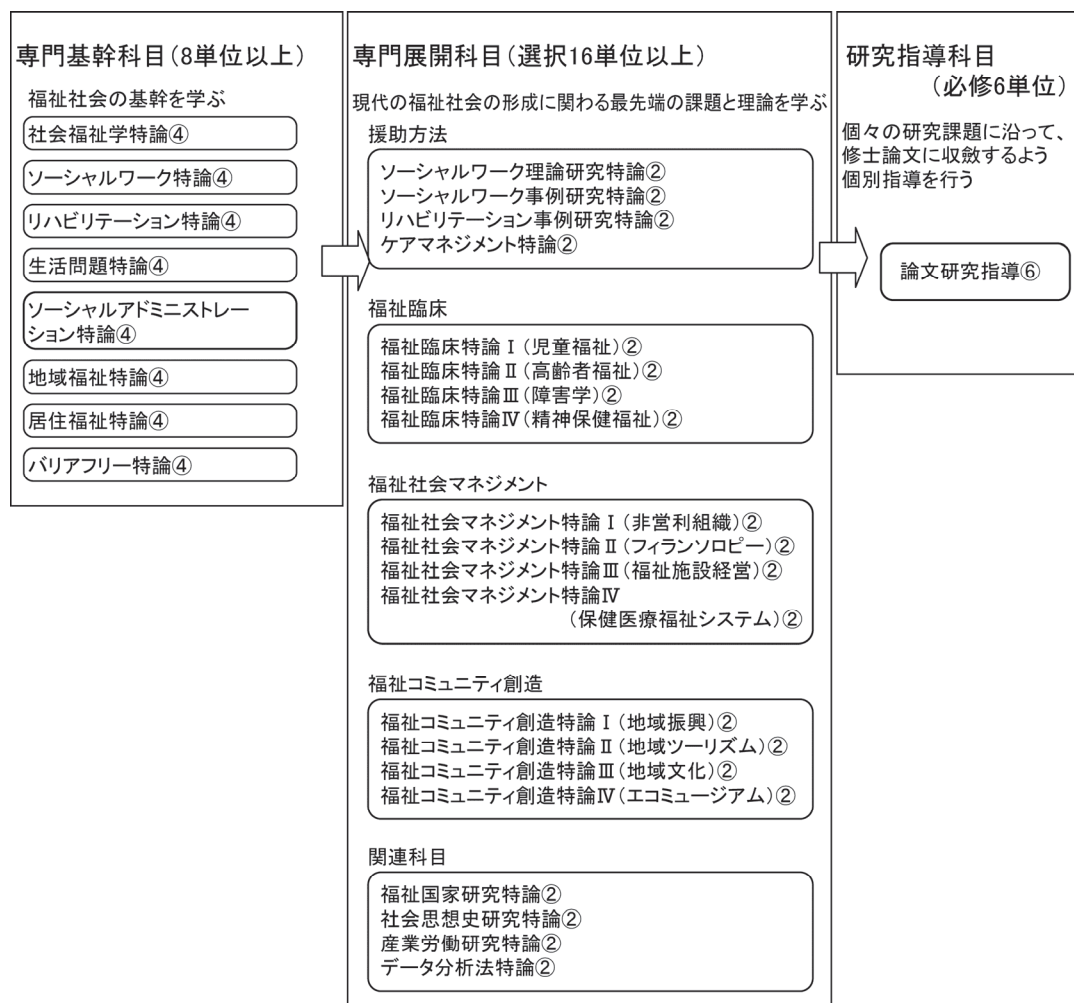 専門基幹科目（8単位以上）
福祉社会の基幹を学ぶ
社会福祉学特論④
ソーシャルワーク特論④
リハビリテーション特論④
生活問題特論④
ソーシャルアドミニストレー
ション特論④
地域福祉特論④
居住福祉特論④
バリアフリー特論④
専門展開科目（選択16単位以上）
現代の福祉社会の形成に関わる最先端の課題と理論を学ぶ
援助方法
ソーシャルワーク理論研究特論②
ソーシャルワーク事例研究特論②
リハビリテーション事例研究特論②
ケアマネジメント特論②
福祉臨床
福祉臨床特論Ⅰ（児童福祉）②
福祉臨床特論Ⅱ（高齢者福祉）②
福祉臨床特論Ⅲ（障害学）②
福祉臨床特論Ⅳ（精神保健福祉）②
福祉社会マネジメント
福祉社会マネジメント特論Ⅰ（非営利組織）②
福祉社会マネジメント特論Ⅱ（フィランソロピー）②
福祉社会マネジメント特論Ⅲ（福祉施設経営）②
福祉社会マネジメント特論Ⅳ
（保健医療福祉システム）②
福祉コミュニティ創造
福祉コミュニティ創造特論Ⅰ（地域振興）②
福祉コミュニティ創造特論Ⅱ（地域ツーリズム）②
福祉コミュニティ創造特論Ⅲ（地域文化）②
福祉コミュニティ創造特論Ⅳ（エコミュージアム）②
関連科目
福祉国家研究特論②
社会思想史研究特論②
産業労働研究特論②
データ分析法特論②
研究指導科目
（必修6単位）
個々の研究課題に沿って、
修士論文に収斂するよう
個別指導を行う
論文研究指導⑥